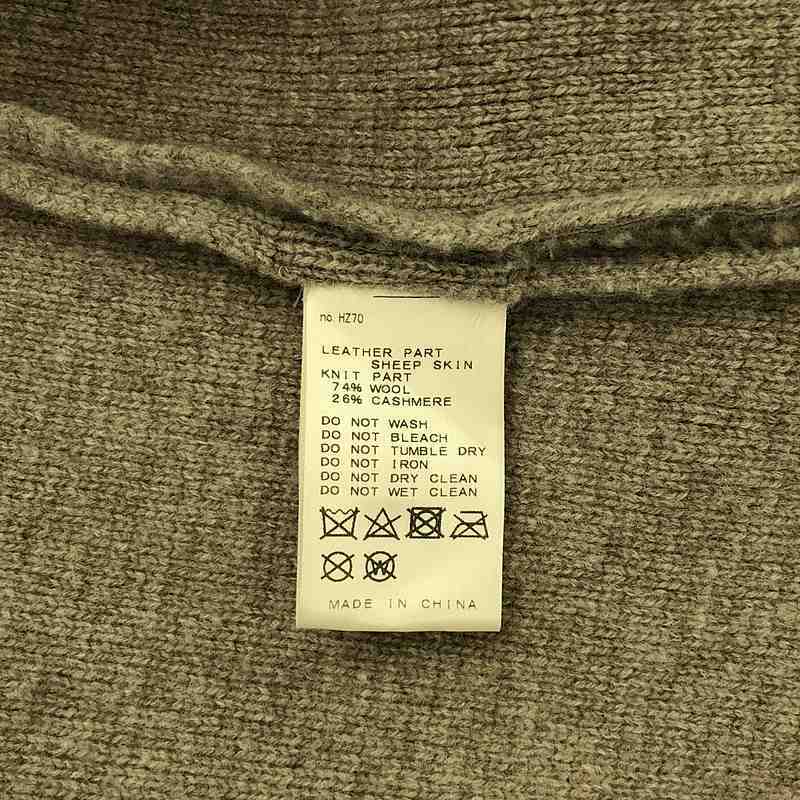 no. HZ70
LEATHER PART
SHEEP SKIN
KNIT PART
74% WOOL
26% CASHMERE
DO NOT WASH
DO NOT BLEACH
DO NOT TUMBLE DRY
DO NOT IRON
DO NOT DRY CLEAN
DO NOT WET CLEAN
W
MADE IN CHINA